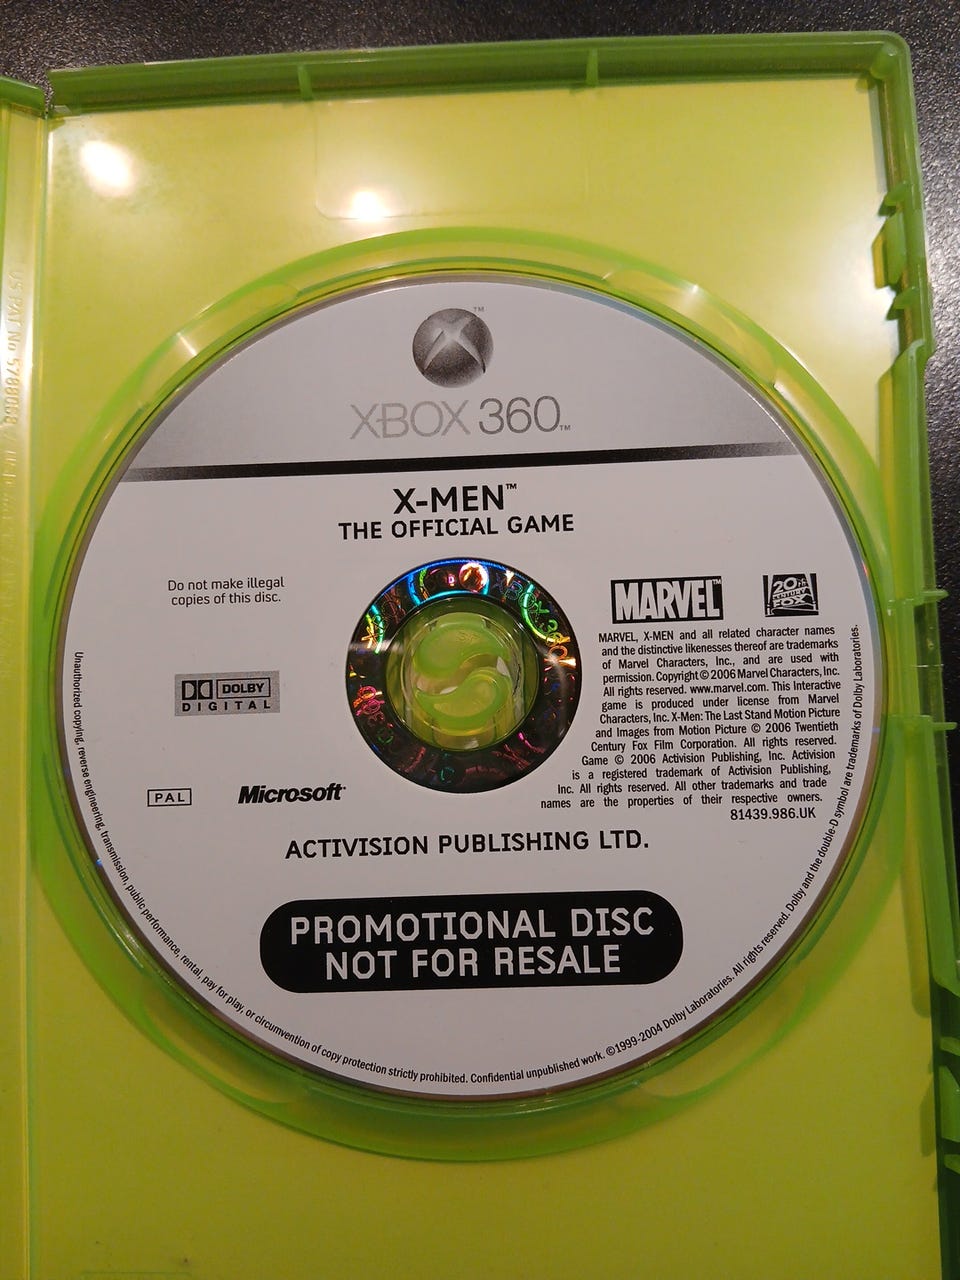 XBOX 360™
X-MEN™
THE OFFICIAL GAME
Do not make illegal
copies of this disc.
MARVEL™
20th
CENTURY
FOX
MARVEL, X-MEN and all related character names
and the distinctive likenesses thereof are trademarks
of Marvel Characters, Inc., and are used with
permission. Copyright © 2006 Marvel Characters, Inc.
All rights reserved. www.marvel.com. This Interactive
game is produced under license from Marvel
Characters, Inc. X-Men: The Last Stand Motion Picture
and Images from Motion Picture © 2006 Twentieth
Century Fox Film Corporation. All rights reserved.
Game © 2006 Activision Publishing, Inc. Activision
is a registered trademark of Activision Publishing,
Inc. All rights reserved. All other trademarks and trade
names are the properties of their respective owners.
81439.986.UK
DOLBY
DIGITAL
PAL
Microsoft
ACTIVISION PUBLISHING LTD.
PROMOTIONAL DISC
NOT FOR RESALE
Unauthorized copying, reverse engineering, transmission, public performance, rental, pay for play, or circumvention of copy protection strictly prohibited. Confidential unpublished work. ©1999-2004 Dolby Laboratories. All rights reserved. Dolby and the double-D symbol are trademarks of Dolby Laboratories.
US PAT No 5788068